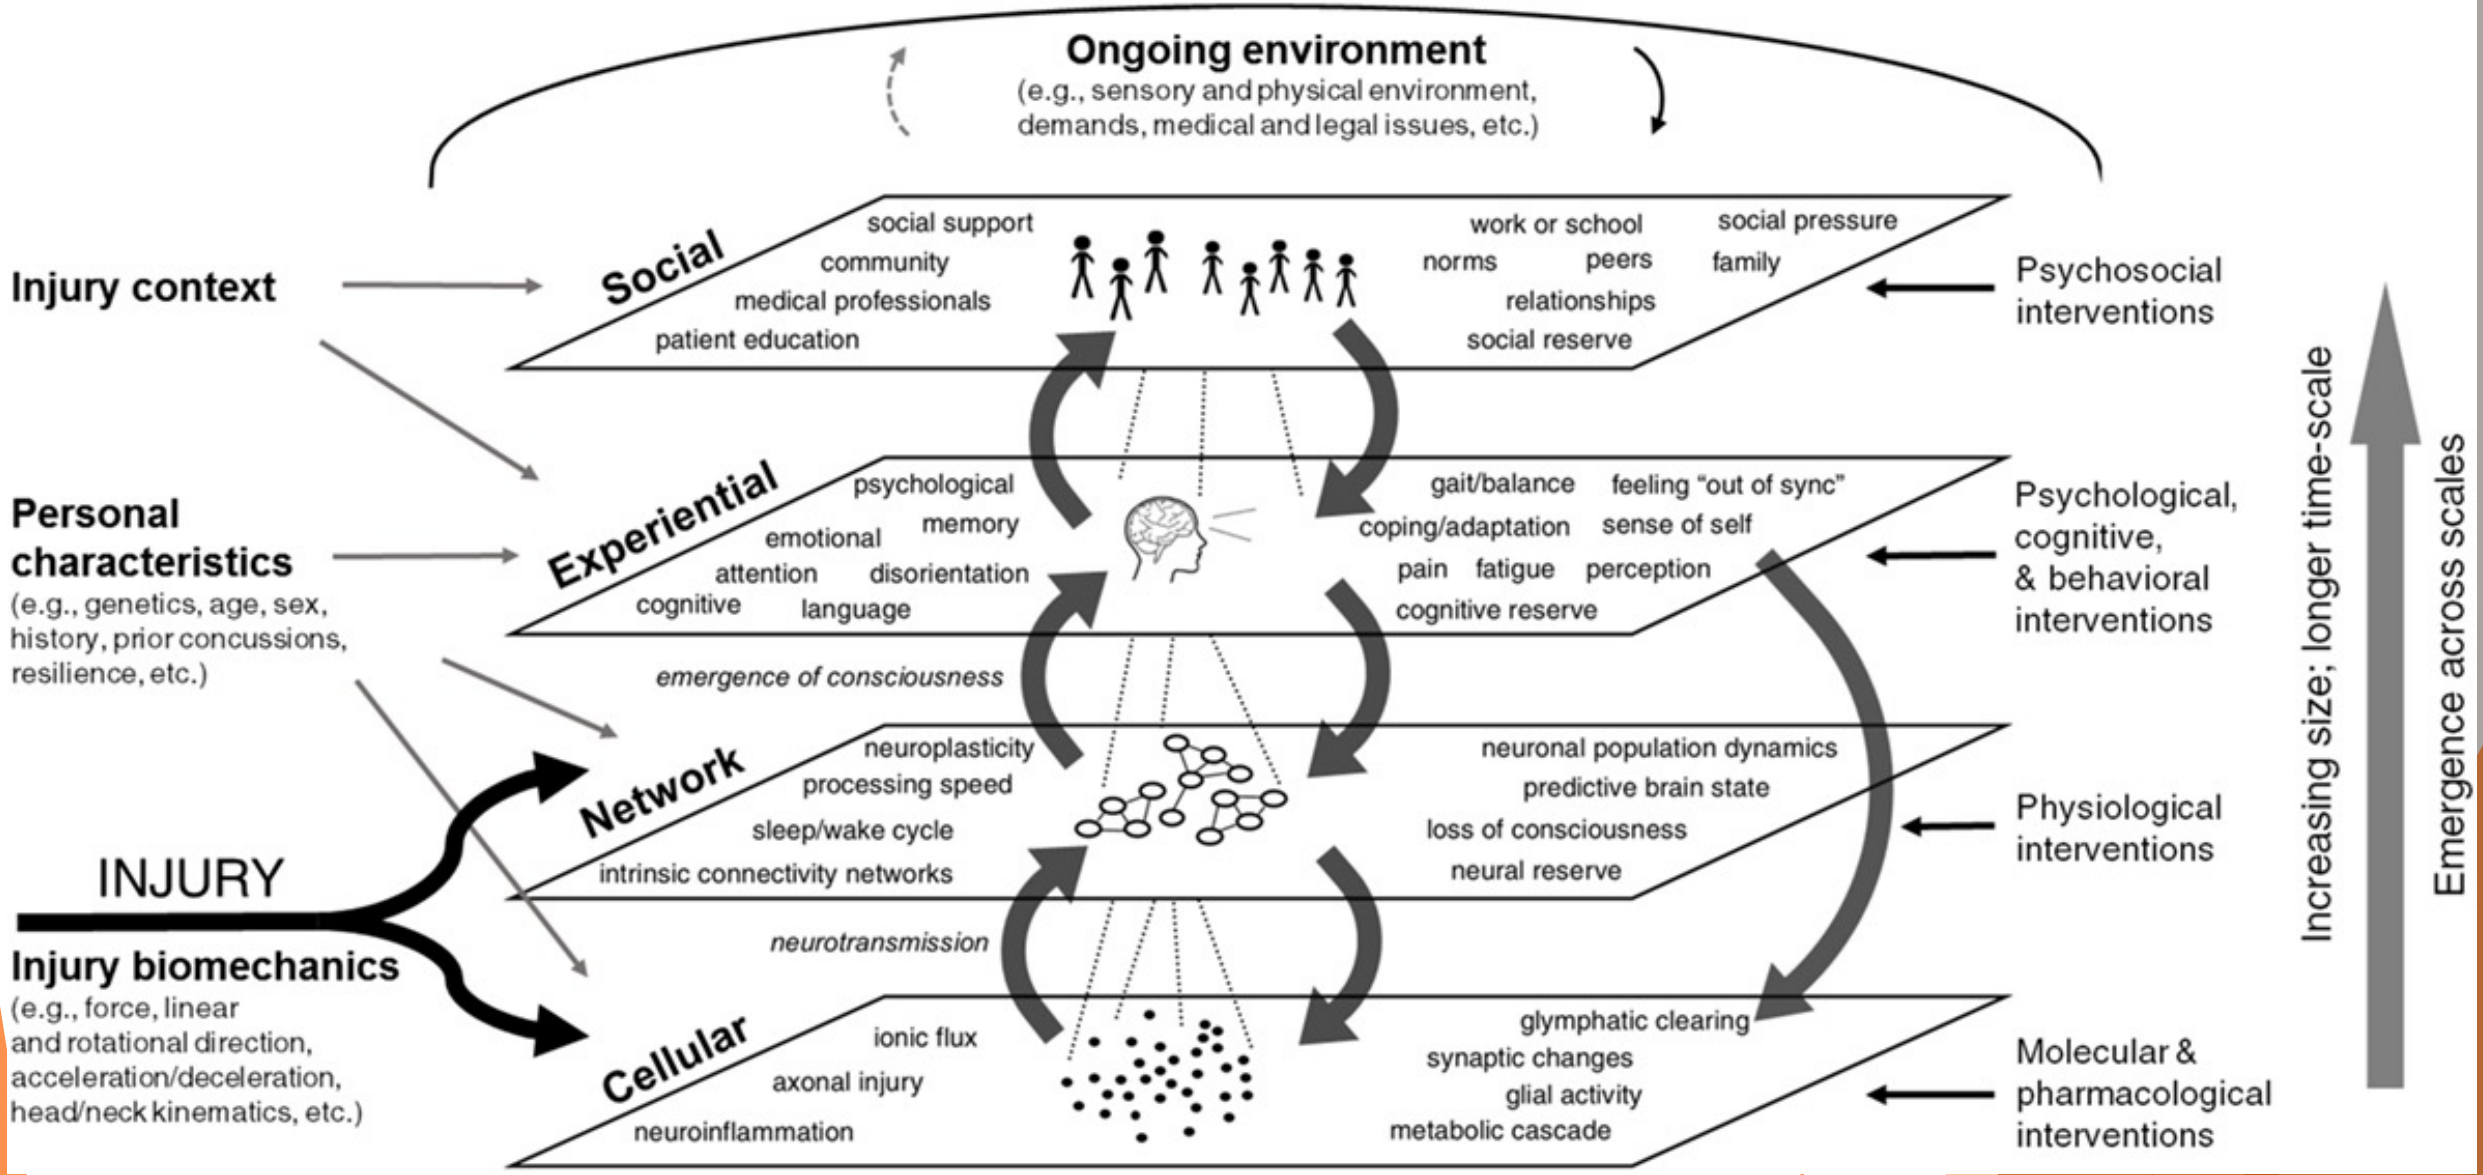 Ongoing environment
(e.g., sensory and physical environment,
demands, medical and legal issues, etc.)
Injury context
Social
social support
community
medical professionals
patient education
work or school
social pressure
norms
peers
family
relationships
social reserve
Psychosocial
interventions
Personal
characteristics
(e.g., genetics, age, sex,
history, prior concussions,
resilience, etc.)
Experiential
psychological
memory
emotional
attention
disorientation
cognitive
language
gait/balance
feeling “out of sync”
coping/adaptation
sense of self
pain
fatigue
perception
cognitive reserve
Psychological,
cognitive,
& behavioral
interventions
emergence of consciousness
Network
neuroplasticity
processing speed
sleep/wake cycle
intrinsic connectivity networks
neuronal population dynamics
predictive brain state
loss of consciousness
neural reserve
Physiological
interventions
INJURY
Injury biomechanics
(e.g., force, linear
and rotational direction,
acceleration/deceleration,
head/neck kinematics, etc.)
neurotransmission
Cellular
ionic flux
axonal injury
neuroinflammation
glymphatic clearing
synaptic changes
glial activity
metabolic cascade
Molecular &
pharmacological
interventions
Increasing size; longer time-scale
Emergence across scales